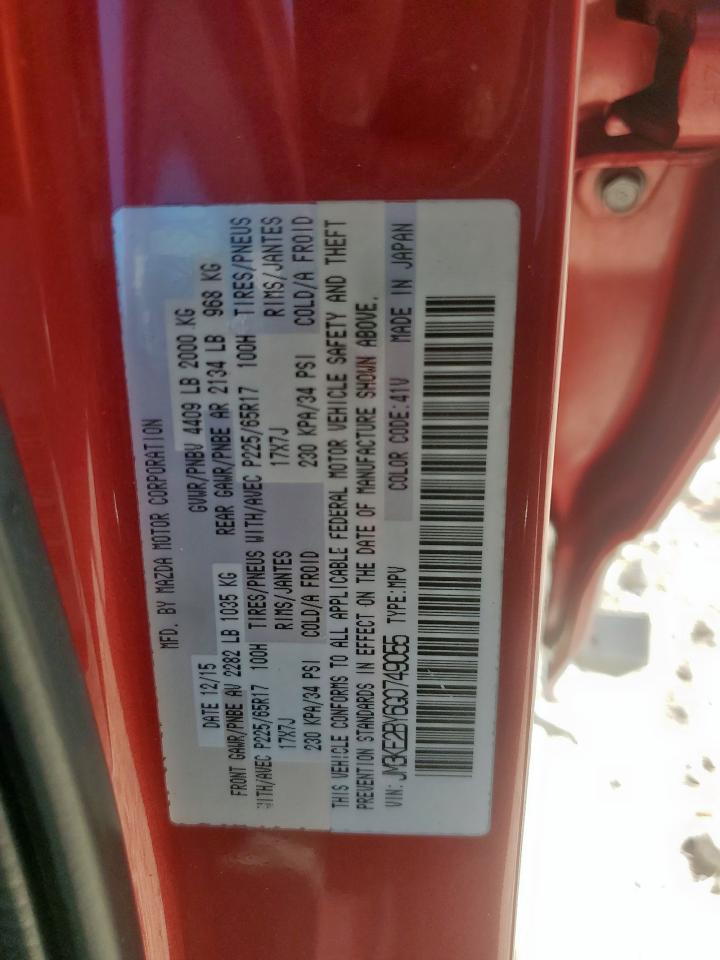 MFD. BY MAZDA MOTOR CORPORATION
DATE 12/15 GVWR/PNBV 4409 LB 2000 KG
FRONT GAWR/PNBE AV 2282 LB 1035 KG REAR GAWR/PNBE AR 2134 LB 968 KG
WITH/AVEC P225/65R17 100H TIRES/PNEUS WITH/AVEC P225/65R17 100H TIRES/PNEUS
17X7J RIMS/JANTES 17X7J RIMS/JANTES
230 KPA/34 PSI COLD/A FROID 230 KPA/34 PSI COLD/A FROID
THIS VEHICLE CONFORMS TO ALL APPLICABLE FEDERAL MOTOR VEHICLE SAFETY AND THEFT
PREVENTION STANDARDS IN EFFECT ON THE DATE OF MANUFACTURE SHOWN ABOVE.
VIN: JM3KE2BY6G0749055 TYPE:MPV COLOR CODE:41V MADE IN JAPAN